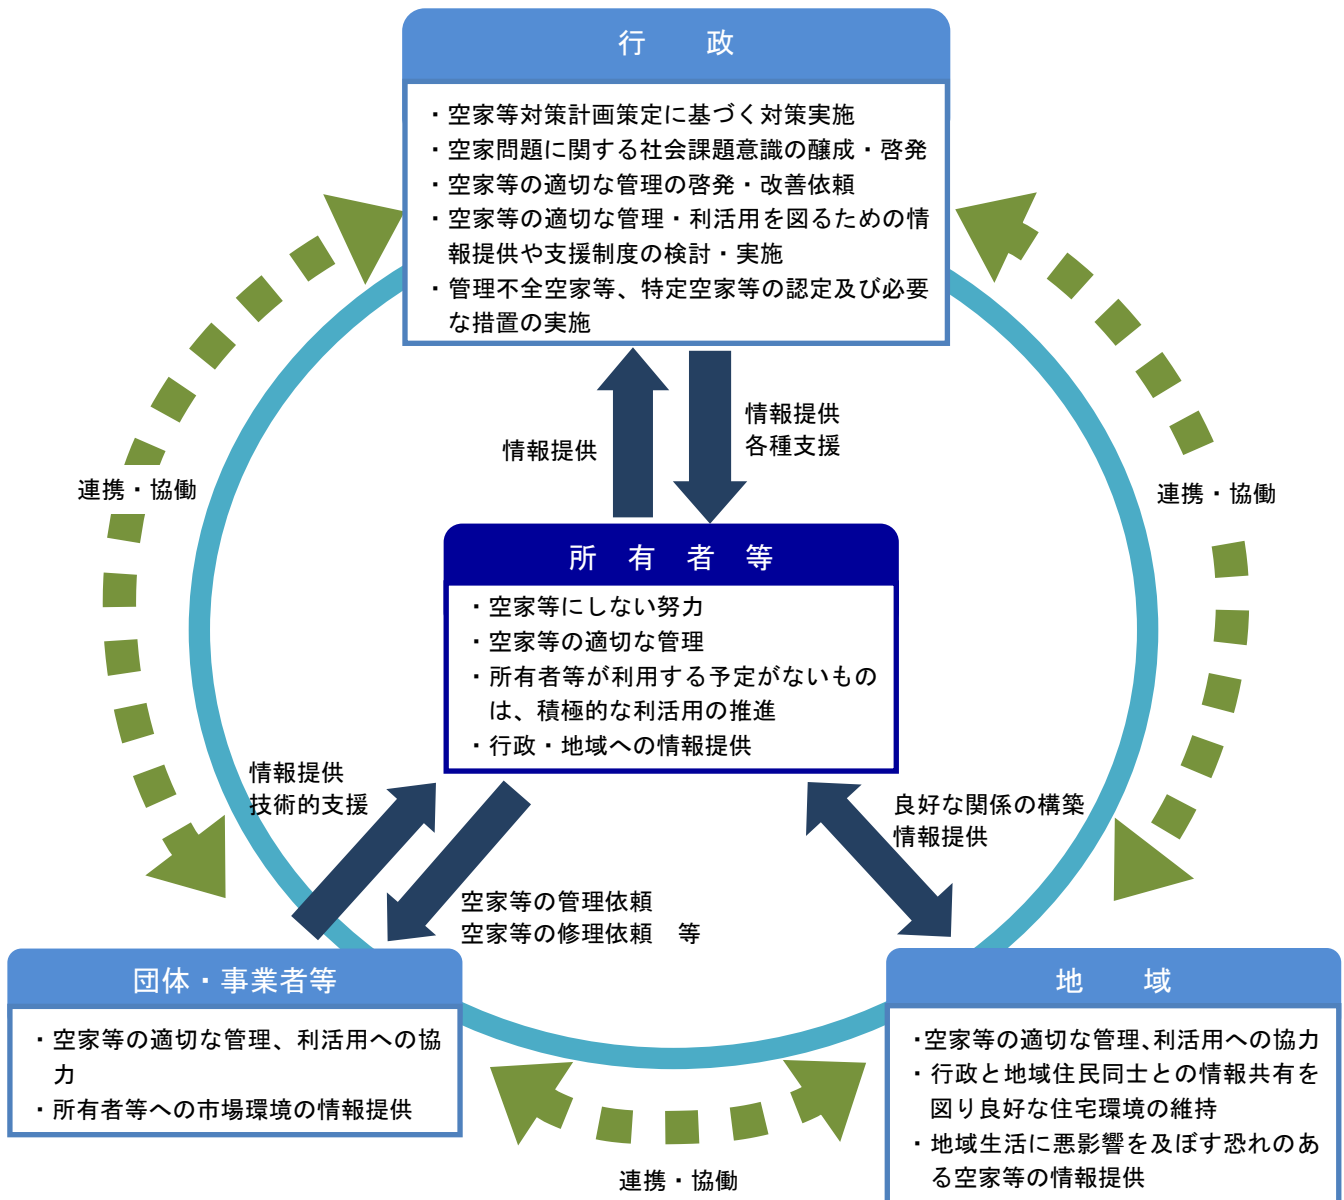 行　　政
・空家等対策計画策定に基づく対策実施
・空家問題に関する社会課題意識の醸成・啓発
・空家等の適切な管理の啓発・改善依頼
・空家等の適切な管理・利活用を図るための情
報提供や支援制度の検討・実施
・管理不全空家等、特定空家等の認定及び必要
な措置の実施
情報提供
情報提供
各種支援
連携・協働
連携・協働
所　有　者　等
・空家等にしない努力
・空家等の適切な管理
・所有者等が利用する予定がないもの
は、積極的な利活用の推進
・行政・地域への情報提供
情報提供
技術的支援
良好な関係の構築
情報提供
空家等の管理依頼
空家等の修理依頼　等
団体・事業者等
・空家等の適切な管理、利活用への協
力
・所有者等への市場環境の情報提供
地　　域
・空家等の適切な管理、利活用への協力
・行政と地域住民同士との情報共有を
図り良好な住宅環境の維持
・地域生活に悪影響を及ぼす恐れのあ
る空家等の情報提供
連携・協働